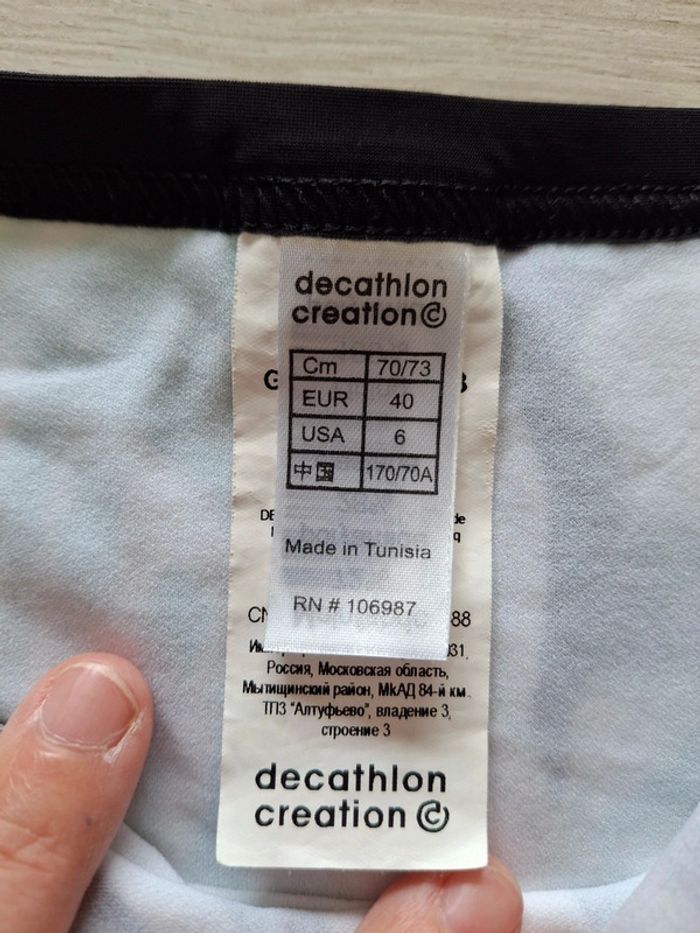 decathlon
creation
Cm 70/73
EUR 40
USA 6
中国 170/70A
Made in Tunisia
RN # 106987
88
Россия, Московская область,
Мытищинский район, МкАД 84-й км
ТПЗ "Алтуфьево", владение 3,
строение 3
decathlon
creation